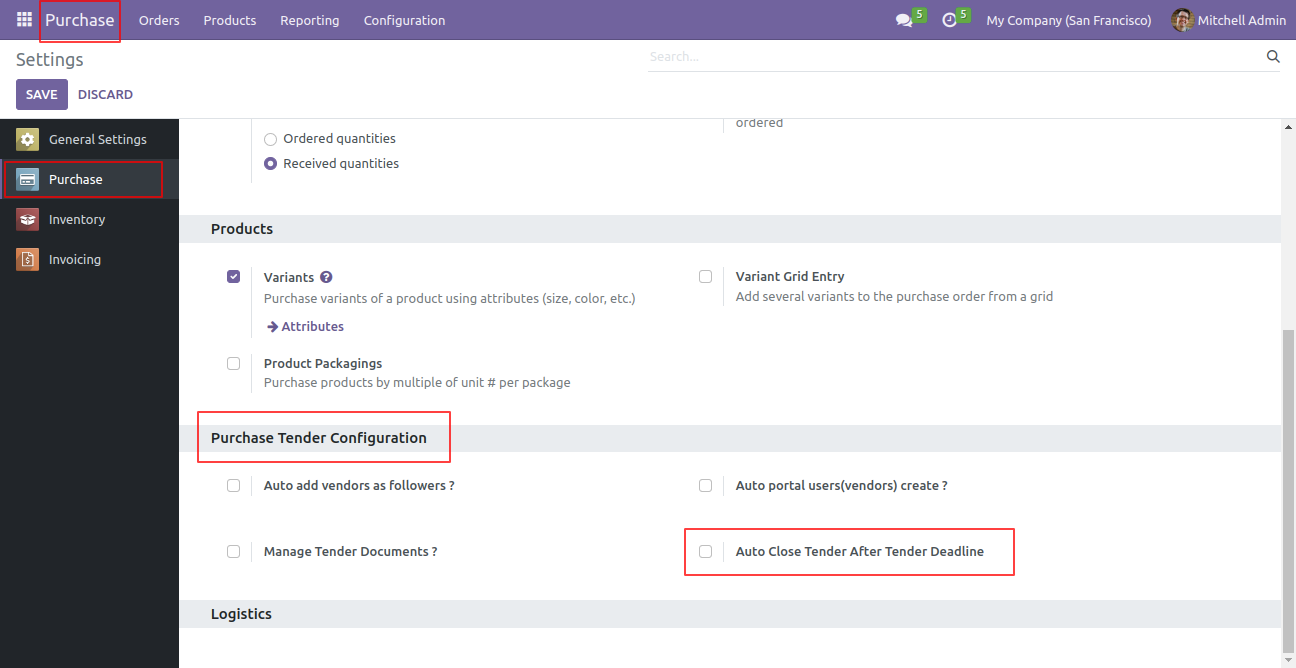 Purchase Orders Products Reporting Configuration 5 5 My Company (San Francisco) Mitchell Admin
Settings
Search...
SAVE DISCARD
General Settings
Purchase
Inventory
Invoicing
ordered
Ordered quantities
Received quantities
Products
Variants ?
Purchase variants of a product using attributes (size, color, etc.)
Attributes
Variant Grid Entry
Add several variants to the purchase order from a grid
Product Packagings
Purchase products by multiple of unit # per package
Purchase Tender Configuration
Auto add vendors as followers ?
Auto portal users(vendors) create ?
Manage Tender Documents ?
Auto Close Tender After Tender Deadline
Logistics